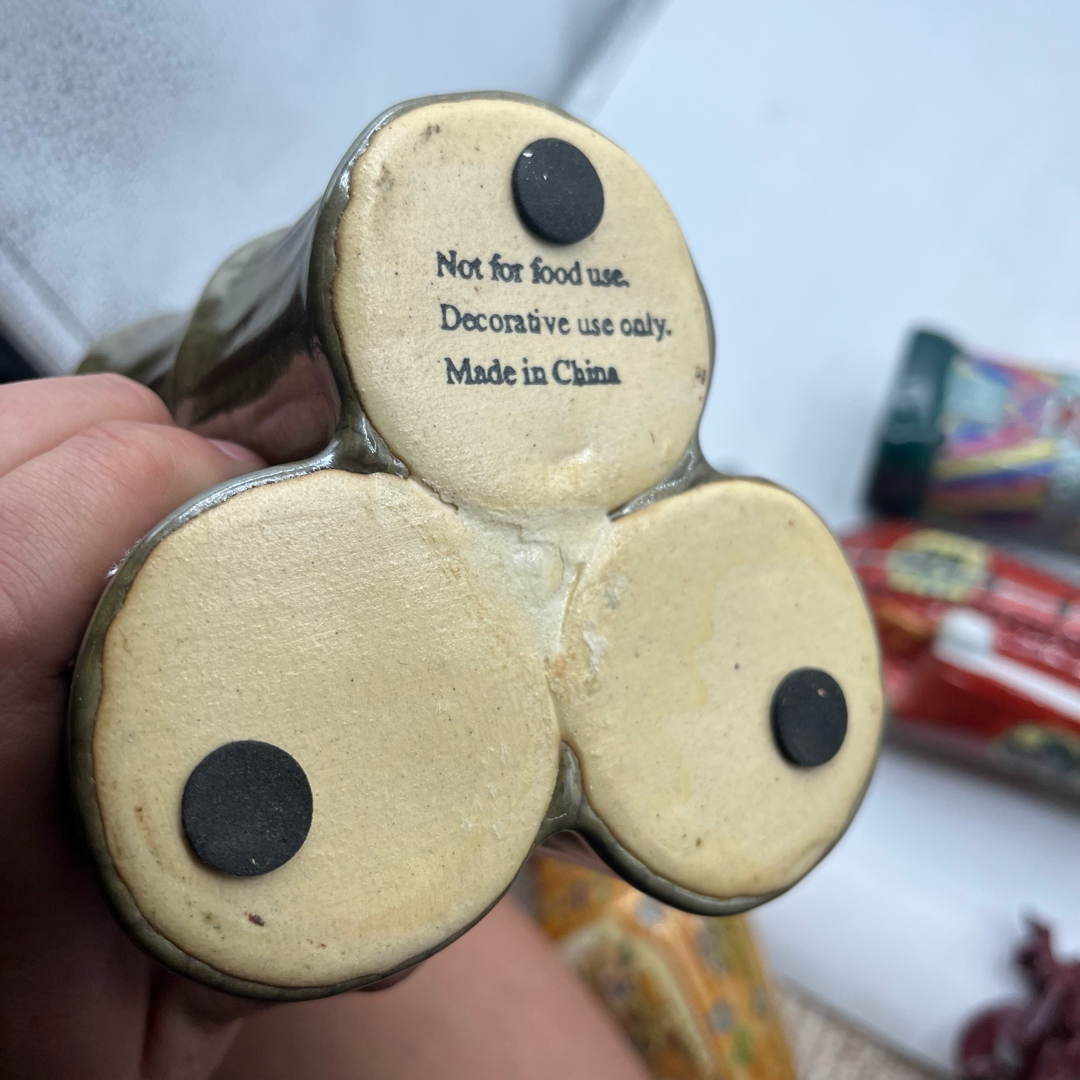 Not for food use.
Decorative use only.
Made in China